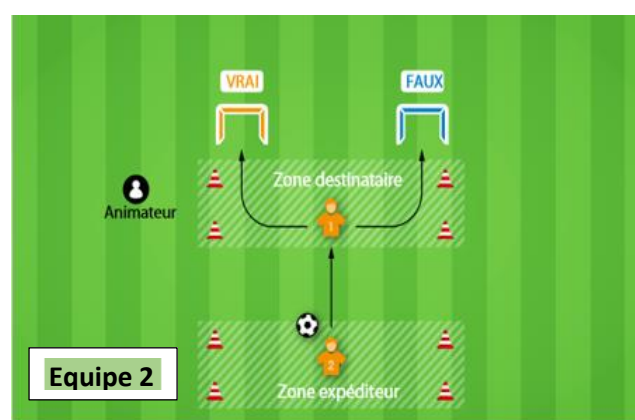 VRAI
FAUX
Zone destinataire
Animateur
1
2
Equipe 2
Zone expéditeur